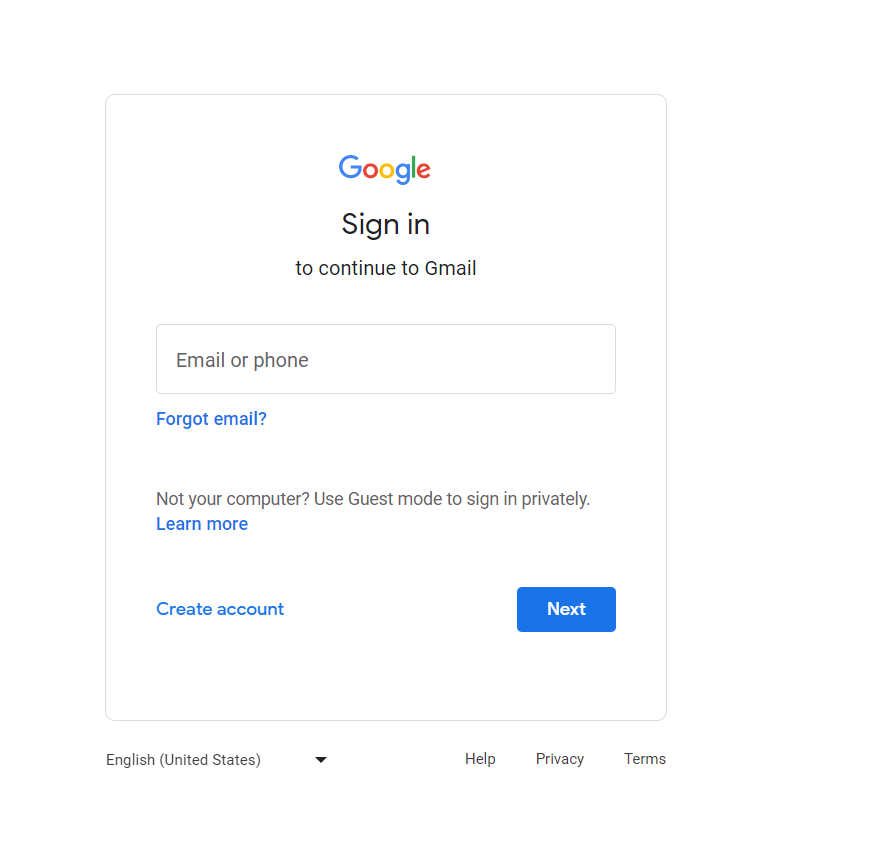 Google
Sign in
to continue to Gmail
Email or phone
Forgot email?
Not your computer? Use Guest mode to sign in privately.
Learn more
Create account
Next
English (United States)
Help
Privacy
Terms